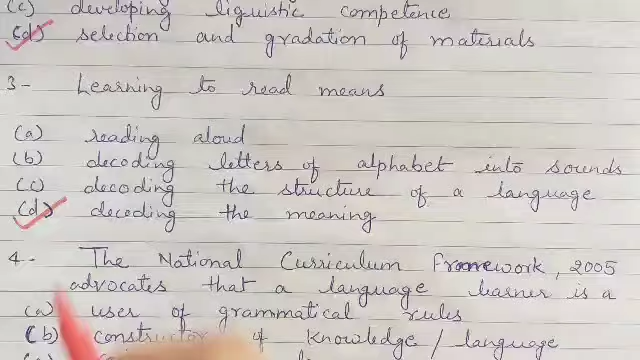 (c) developing liguistic competence
(d) selection and gradation of materials
3- Learning to read means
(a) reading aloud
(b) decoding letters of alphabet into sounds
(c) decoding the structure of a language
(d) decoding the meaning
4- The National Curriculum Framework, 2005
advocates that a language learner is a
(a) user of grammatical rules
(b) constructor of knowledge / language